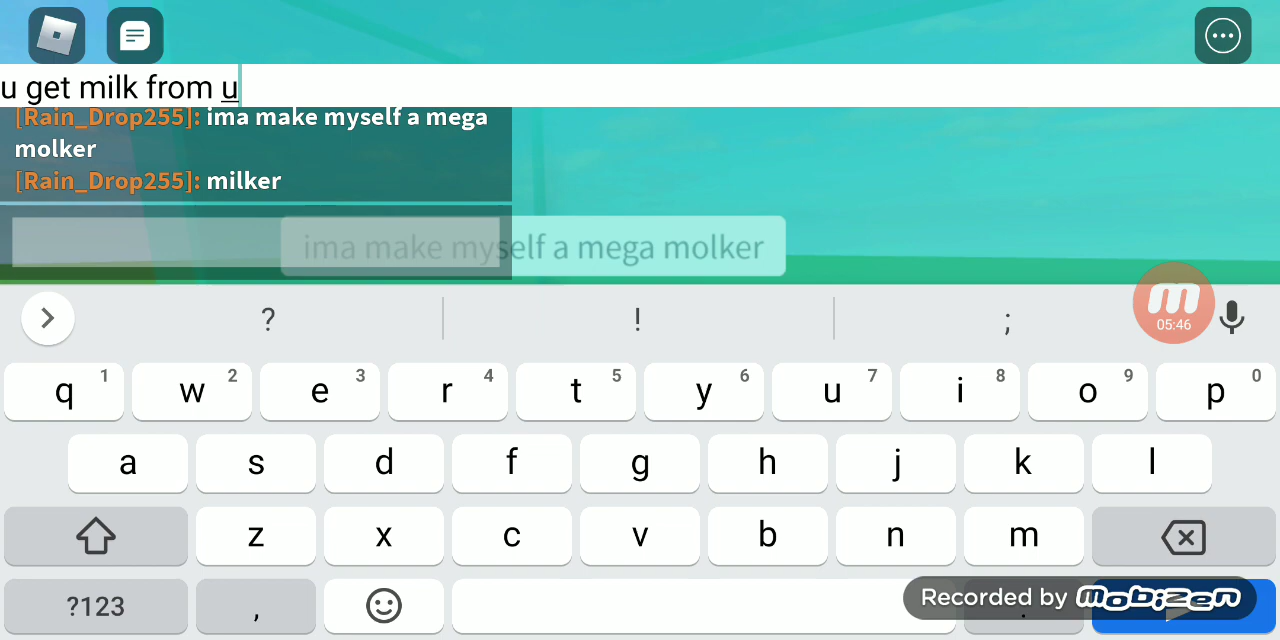 u get milk from u
[Rain_Drop255]: ima make myself a mega
molker
[Rain_Drop255]: milker
ima make myself a mega molker
? ! ;
05:46
q 1 w 2 e 3 r 4 t 5 y 6 u 7 i 8 o 9 p 0
a s d f g h j k l
z x c v b n m
?123 , .
Recorded by mobizen